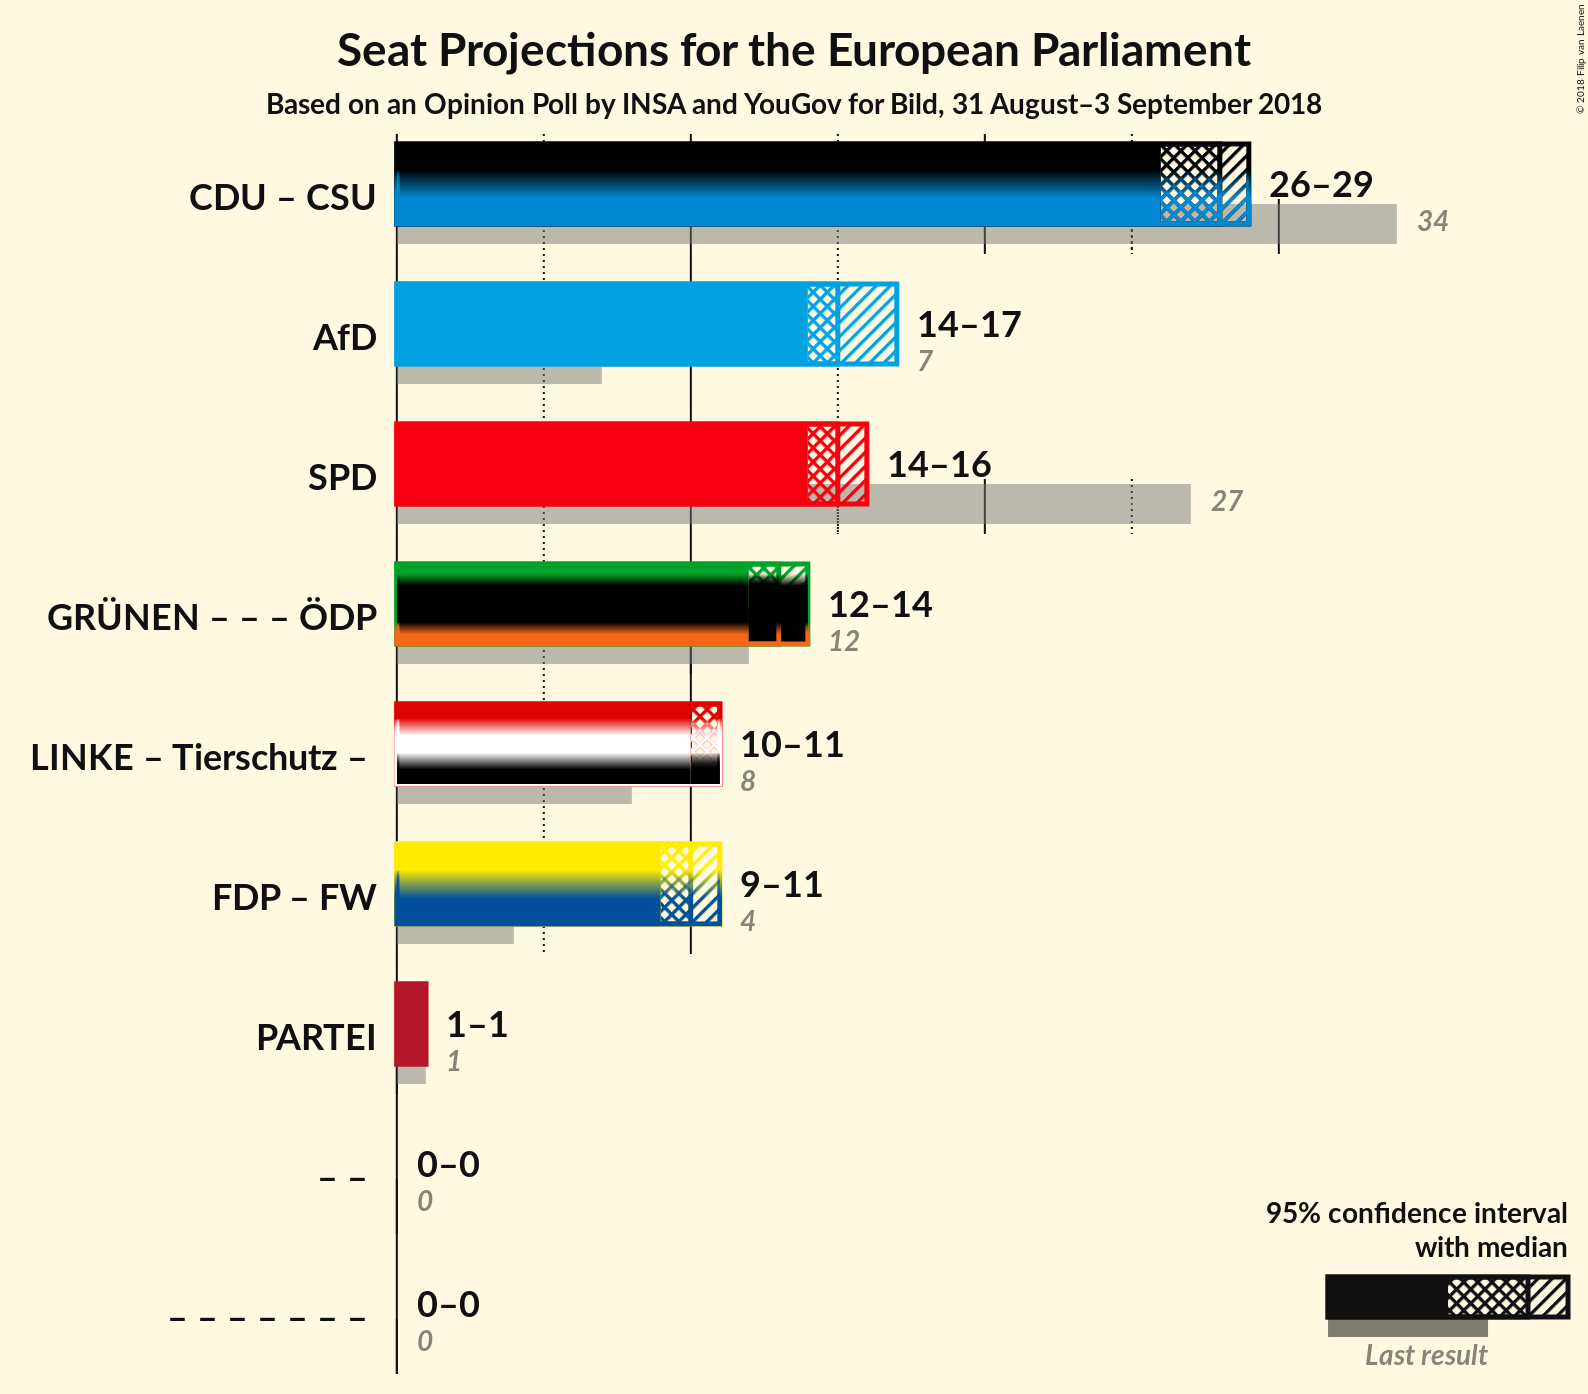 Seat Projections for the European Parliament
Based on an Opinion Poll by INSA and YouGov for Bild, 31 August–3 September 2018
© 2018 Filip van Laenen
CDU – CSU
26–29
34
AfD
14–17
7
SPD
14–16
27
GRÜNEN – – – ÖDP
12–14
12
LINKE – Tierschutz –
10–11
8
FDP – FW
9–11
4
PARTEI
1–1
1
– –
0–0
0
– – – – – – –
0–0
0
95% confidence interval
with median
Last result